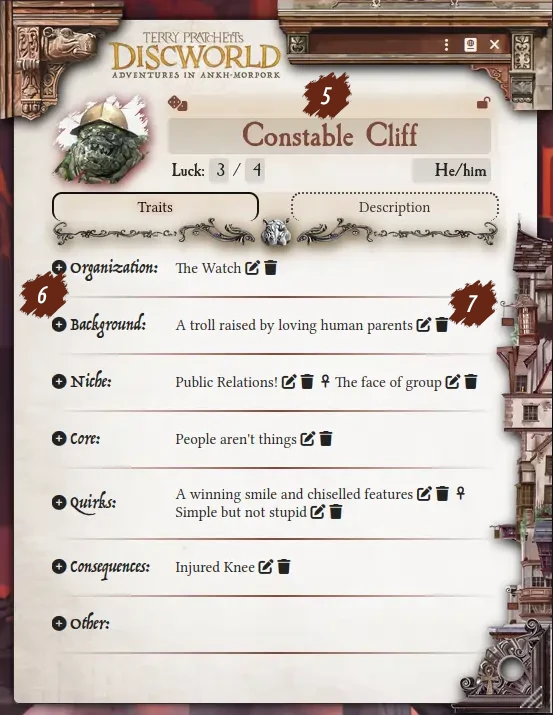 TERRY PRATCHETT's
DISCWORLD
ADVENTURES IN ANKH-MORPORK
5
Constable Cliff
Luck: 3 / 4
He/him
Traits
Description
Organization: The Watch
6
7
Background: A troll raised by loving human parents
Niche: Public Relations! The face of group
Core: People aren't things
Quirks: A winning smile and chiselled features
Simple but not stupid
Consequences: Injured Knee
Other: